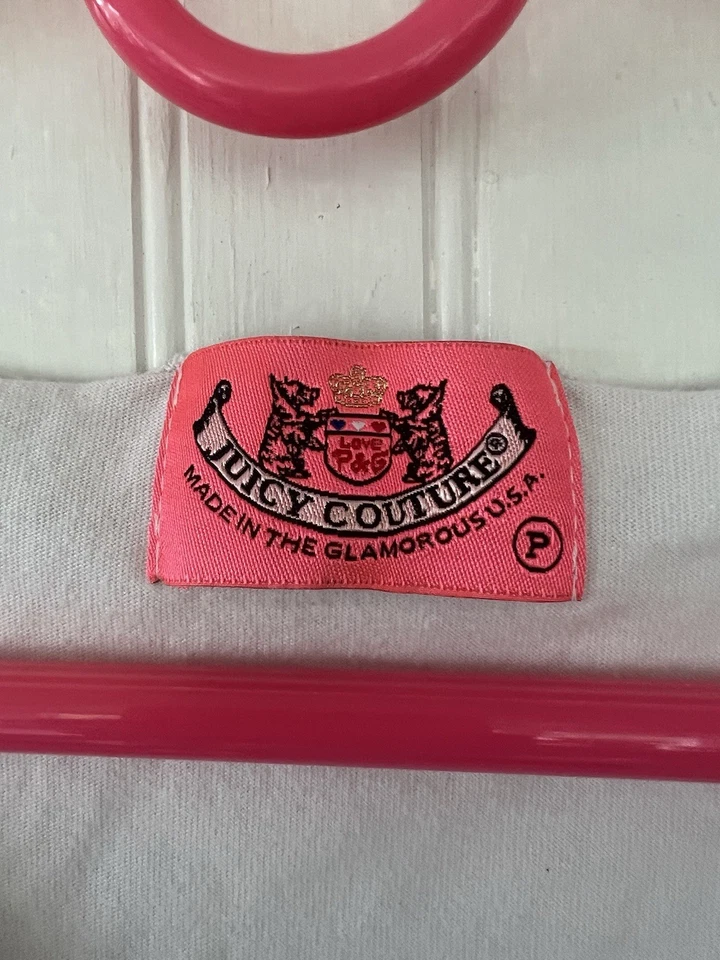 Love
P&G
JUICY COUTURE®
MADE IN THE GLAMOROUS U.S.A.
P